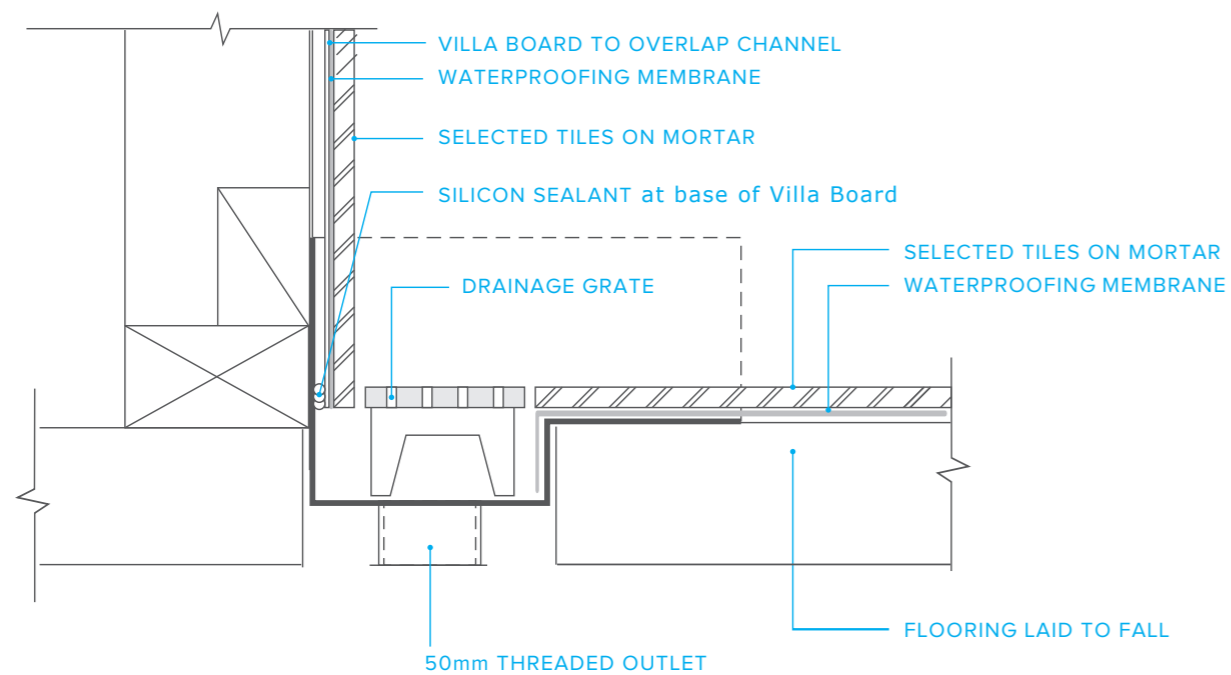 VILLA BOARD TO OVERLAP CHANNEL
WATERPROOFING MEMBRANE
SELECTED TILES ON MORTAR
SILICON SEALANT at base of Villa Board
SELECTED TILES ON MORTAR
DRAINAGE GRATE
WATERPROOFING MEMBRANE
FLOORING LAID TO FALL
50mm THREADED OUTLET